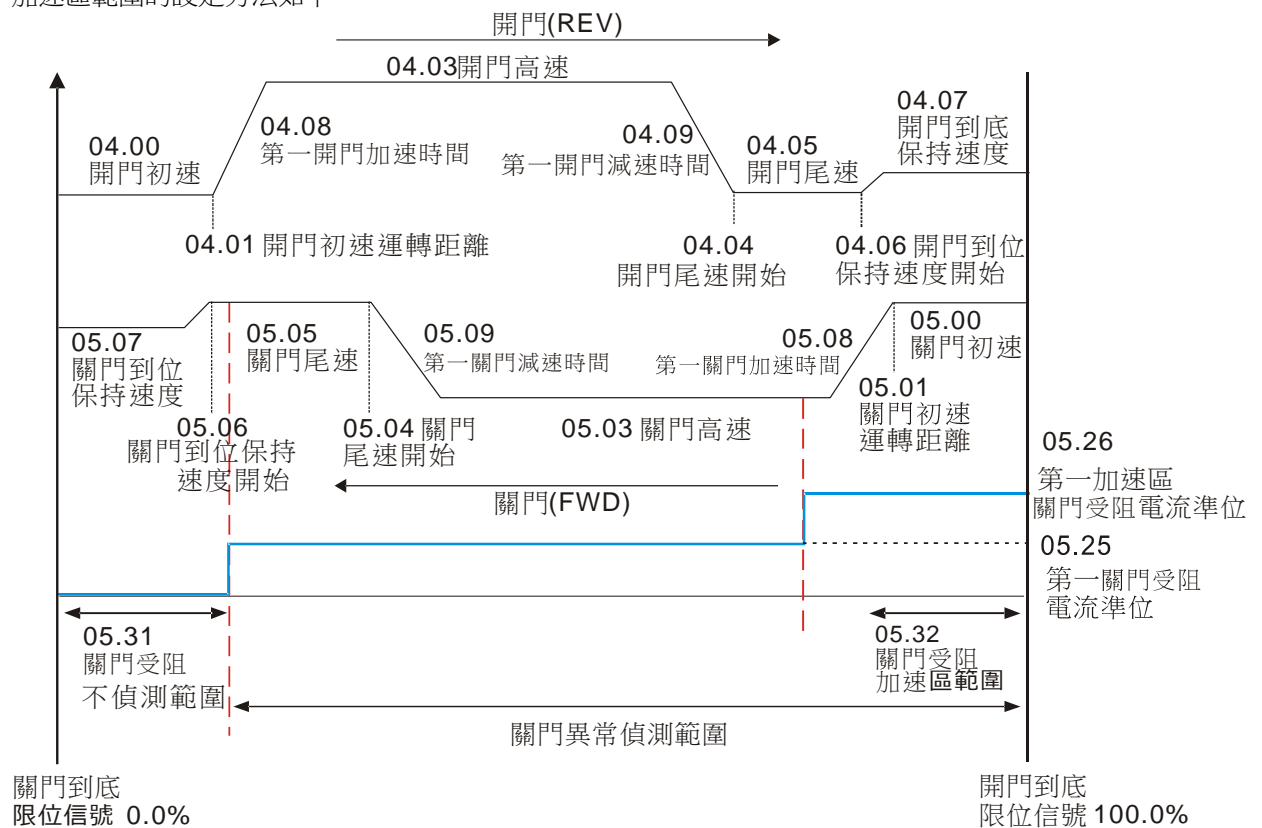 開門(REV)
04.03開門高速
04.00
開門初速
04.08
第一開門加速時間
04.09
第一開門減速時間
04.05
開門尾速
04.07
開門到底
保持速度
04.01 開門初速運轉距離
04.04
開門尾速開始
04.06 開門到位
保持速度開始
05.07
關門到位
保持速度
05.05
關門尾速
05.09
第一關門減速時間
05.08
第一關門加速時間
05.00
關門初速
05.01
關門初速
運轉距離
05.06
關門到位保持
速度開始
05.04 關門
尾速開始
05.03 關門高速
關門(FWD)
05.26
第一加速區
關門受阻電流準位
05.25
第一關門受阻
電流準位
05.31
關門受阻
不偵測範圍
05.32
關門受阻
加速區範圍
關門異常偵測範圍
關門到底
限位信號 0.0%
開門到底
限位信號 100.0%